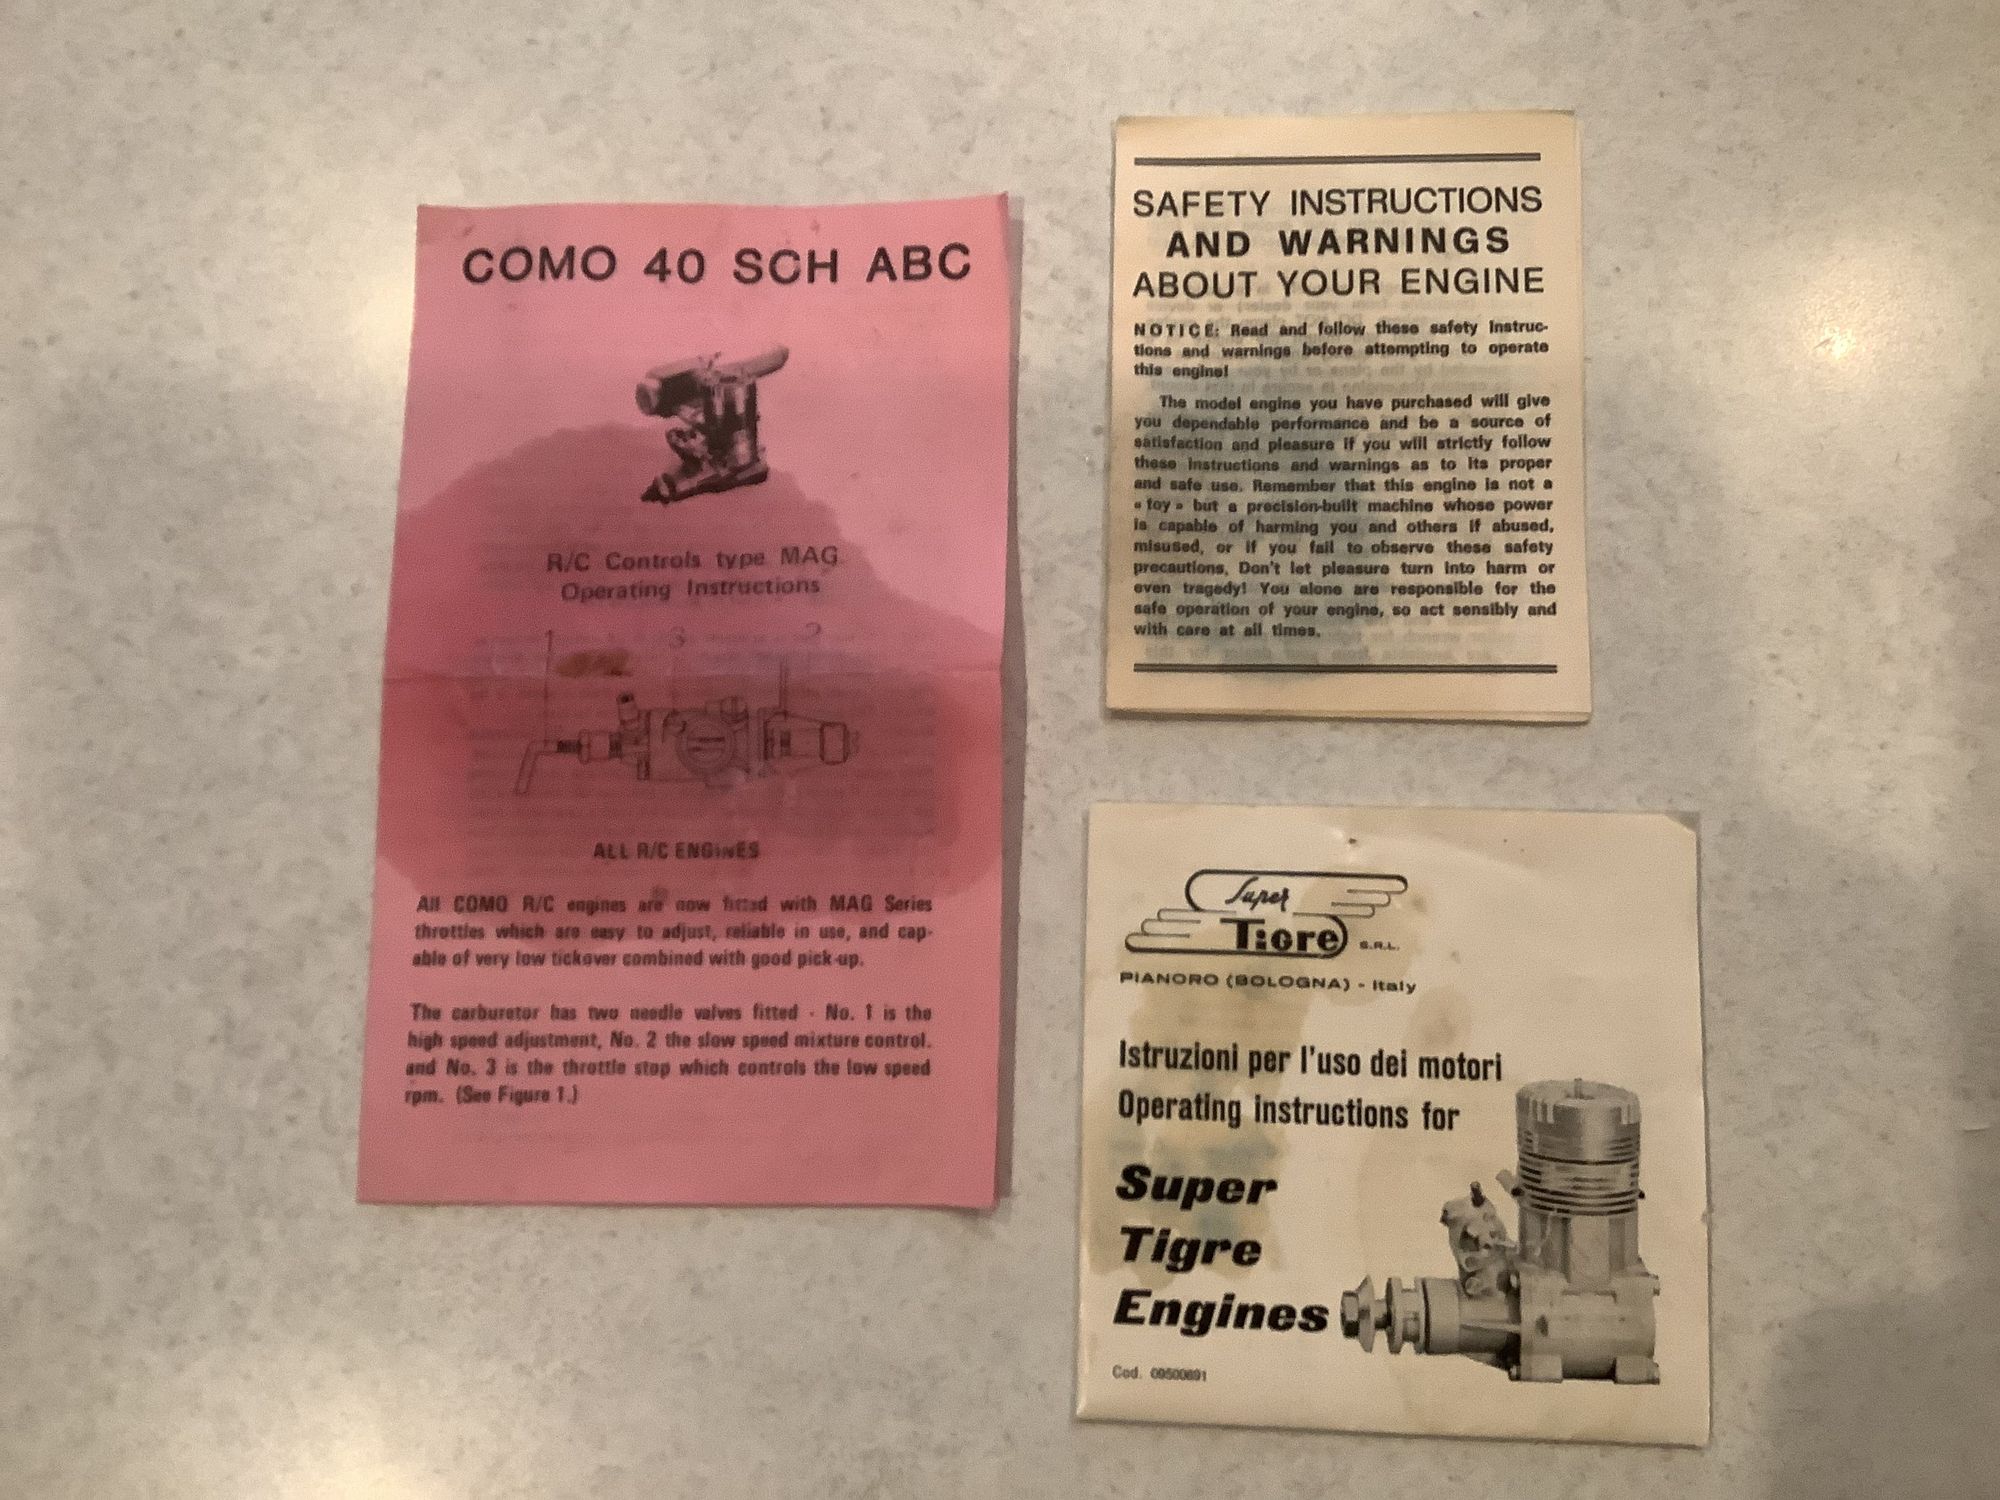 COMO 40 SCH ABC
R/C Controls type MAG
Operating Instructions
1 3 2
ALL R/C ENGINES
All COMO R/C engines are now fitted with MAG Series
throttles which are easy to adjust, reliable in use, and cap-
able of very low tickover combined with good pick-up.
The carburetor has two needle valves fitted - No. 1 is the
high speed adjustment, No. 2 the slow speed mixture control.
and No. 3 is the throttle stop which controls the low speed
rpm. (See Figure 1.)
SAFETY INSTRUCTIONS
AND WARNINGS
ABOUT YOUR ENGINE
NOTICE: Read and follow these safety Instruc-
tions and warnings before attempting to operate
this engine!
The model engine you have purchased will give
you dependable performance and be a source of
satisfaction and pleasure if you will strictly follow
these instructions and warnings as to its proper
and safe use. Remember that this engine is not a
«toy» but a precision-built machine whose power
is capable of harming you and others if abused,
misused, or if you fail to observe these safety
precautions. Don't let pleasure turn into harm or
even tragedy! You alone are responsible for the
safe operation of your engine, so act sensibly and
with care at all times.
Super
Tigre S.R.L.
PIANORO (BOLOGNA) - Italy
Istruzioni per l'uso dei motori
Operating instructions for
Super
Tigre
Engines
Cod. 09500891